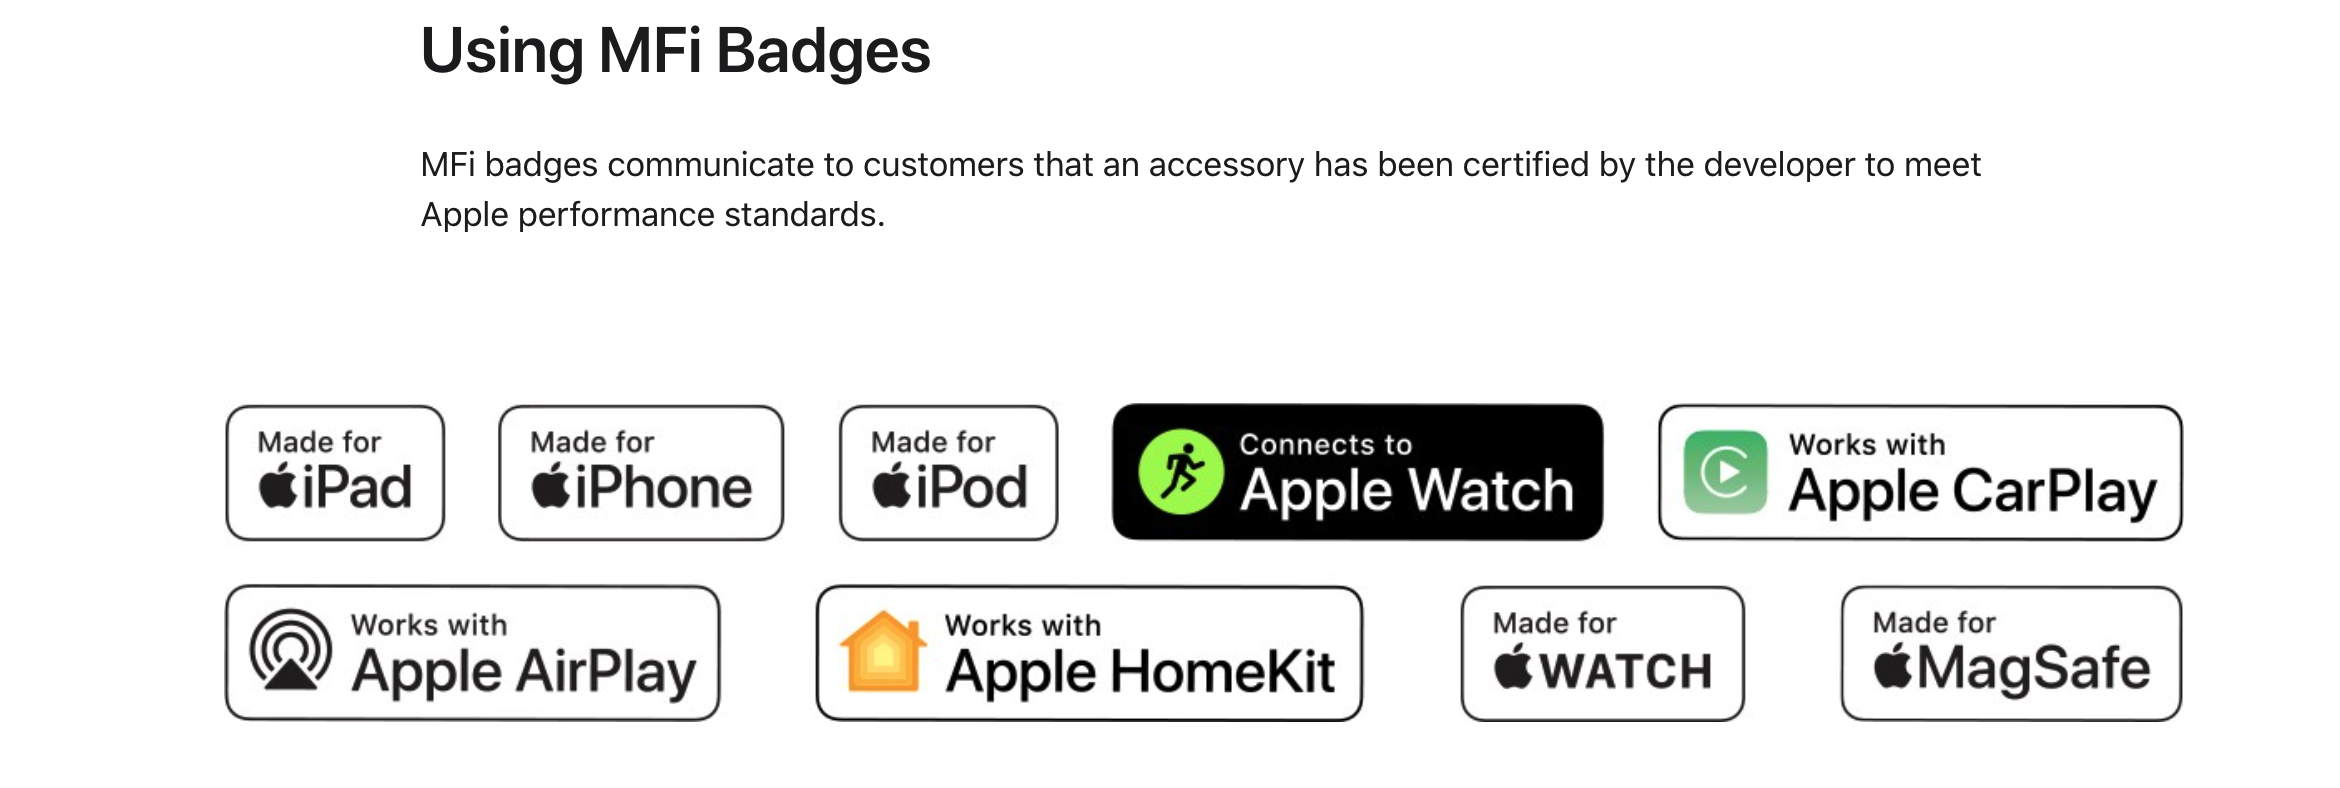 Using MFi Badges
MFi badges communicate to customers that an accessory has been certified by the developer to meet
Apple performance standards.
Made for
iPad
Made for
iPhone
Made for
iPod
Connects to
Apple Watch
Works with
Apple CarPlay
Works with
Apple AirPlay
Works with
Apple HomeKit
Made for
WATCH
Made for
MagSafe